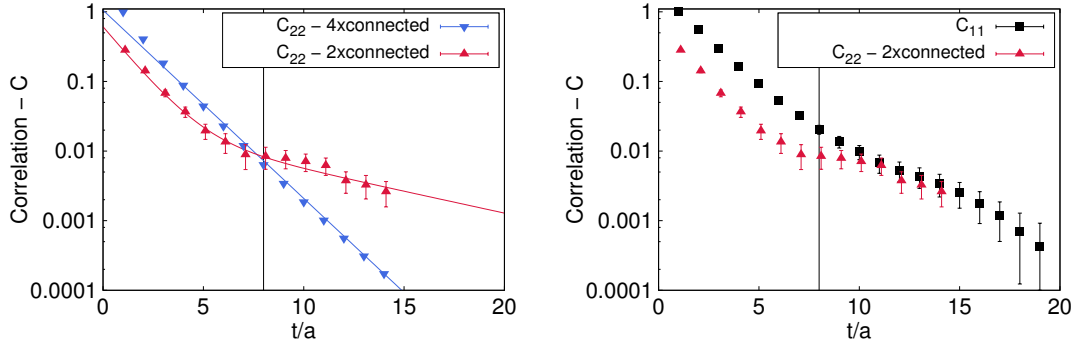 Correlation − C
1
0.1
0.01
0.001
0.0001
0
5
10
15
20
t/a
C22 − 4xconnected
C22 − 2xconnected
Correlation − C
1
0.1
0.01
0.001
0.0001
0
5
10
15
20
t/a
C11
C22 − 2xconnected